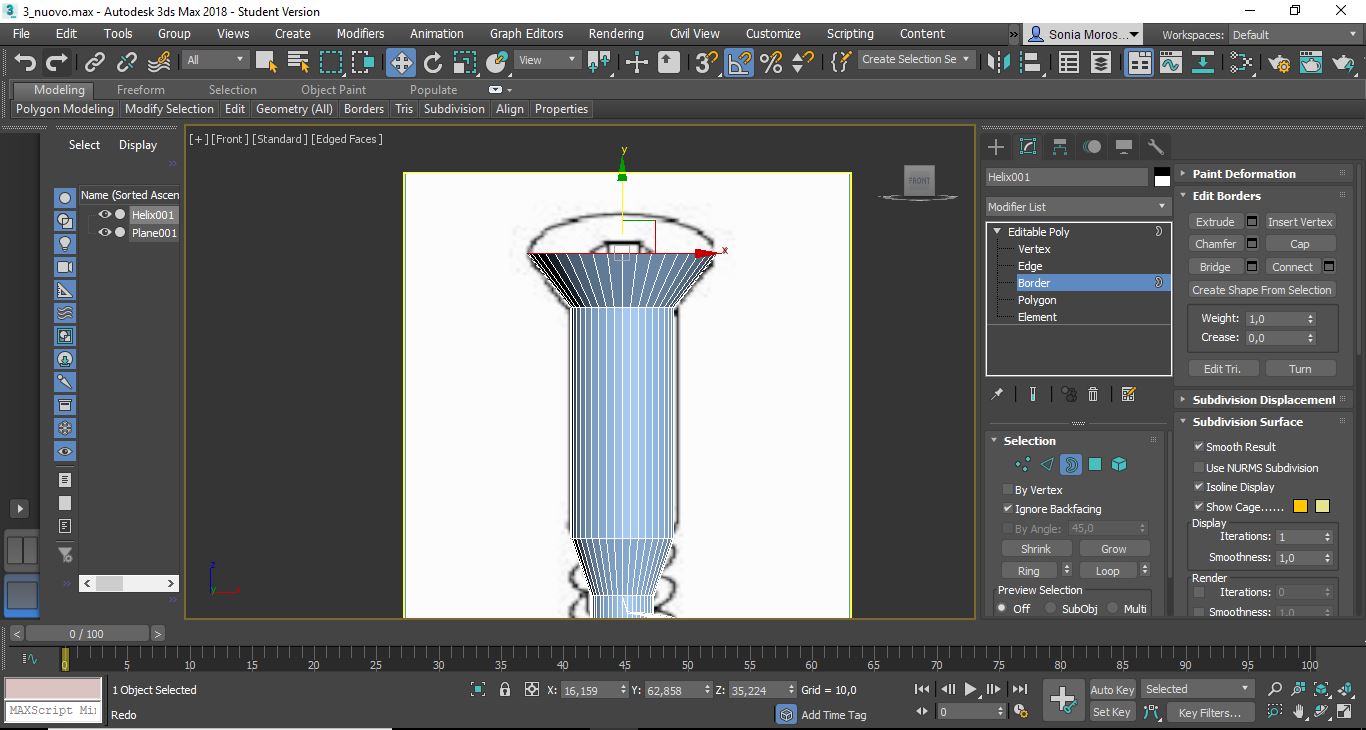 3_nuovo.max - Autodesk 3ds Max 2018 - Student Version
File Edit Tools Group Views Create Modifiers Animation Graph Editors Rendering Civil View Customize Scripting Content » Sonia Moros... Workspaces: Default
All View Create Selection Se
Modeling Freeform Selection Object Paint Populate
Polygon Modeling Modify Selection Edit Geometry (All) Borders Tris Subdivision Align Properties
Select Display
Name (Sorted Ascen
Helix001
Plane001
[+] [Front] [Standard] [Edged Faces]
y
x
FRONT
z
Helix001
Modifier List
Editable Poly
Vertex
Edge
Border
Polygon
Element
Selection
By Vertex
Ignore Backfacing
By Angle: 45,0
Shrink Grow
Ring Loop
Preview Selection
Off SubObj Multi
Paint Deformation
Edit Borders
Extrude Insert Vertex
Chamfer Cap
Bridge Connect
Create Shape From Selection
Weight: 1,0
Crease: 0,0
Edit Tri. Turn
Subdivision Displacement
Subdivision Surface
Smooth Result
Use NURMS Subdivision
Isoline Display
Show Cage......
Display
Iterations: 1
Smoothness: 1,0
Render
Iterations: 0
Smoothness: 1,0
< 0 / 100 >
0 5 10 15 20 25 30 35 40 45 50 55 60 65 70 75 80 85 90 95 100
1 Object Selected X: 16,159 Y: 62,858 Z: 35,224 Grid = 10,0 Auto Key Selected
MAXScript Mi Redo Add Time Tag 0 Set Key Key Filters...